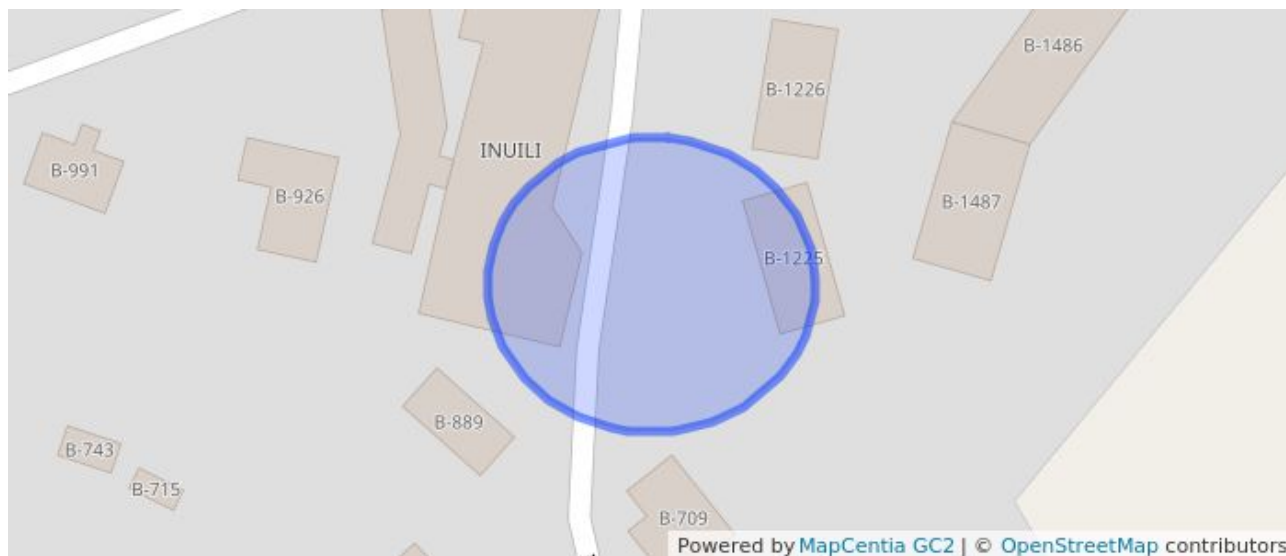 B-1486
B-1226
INUILI
B-991
B-926
B-1487
B-1225
B-889
B-743
B-715
B-709
Powered by MapCentia GC2 | © OpenStreetMap contributors